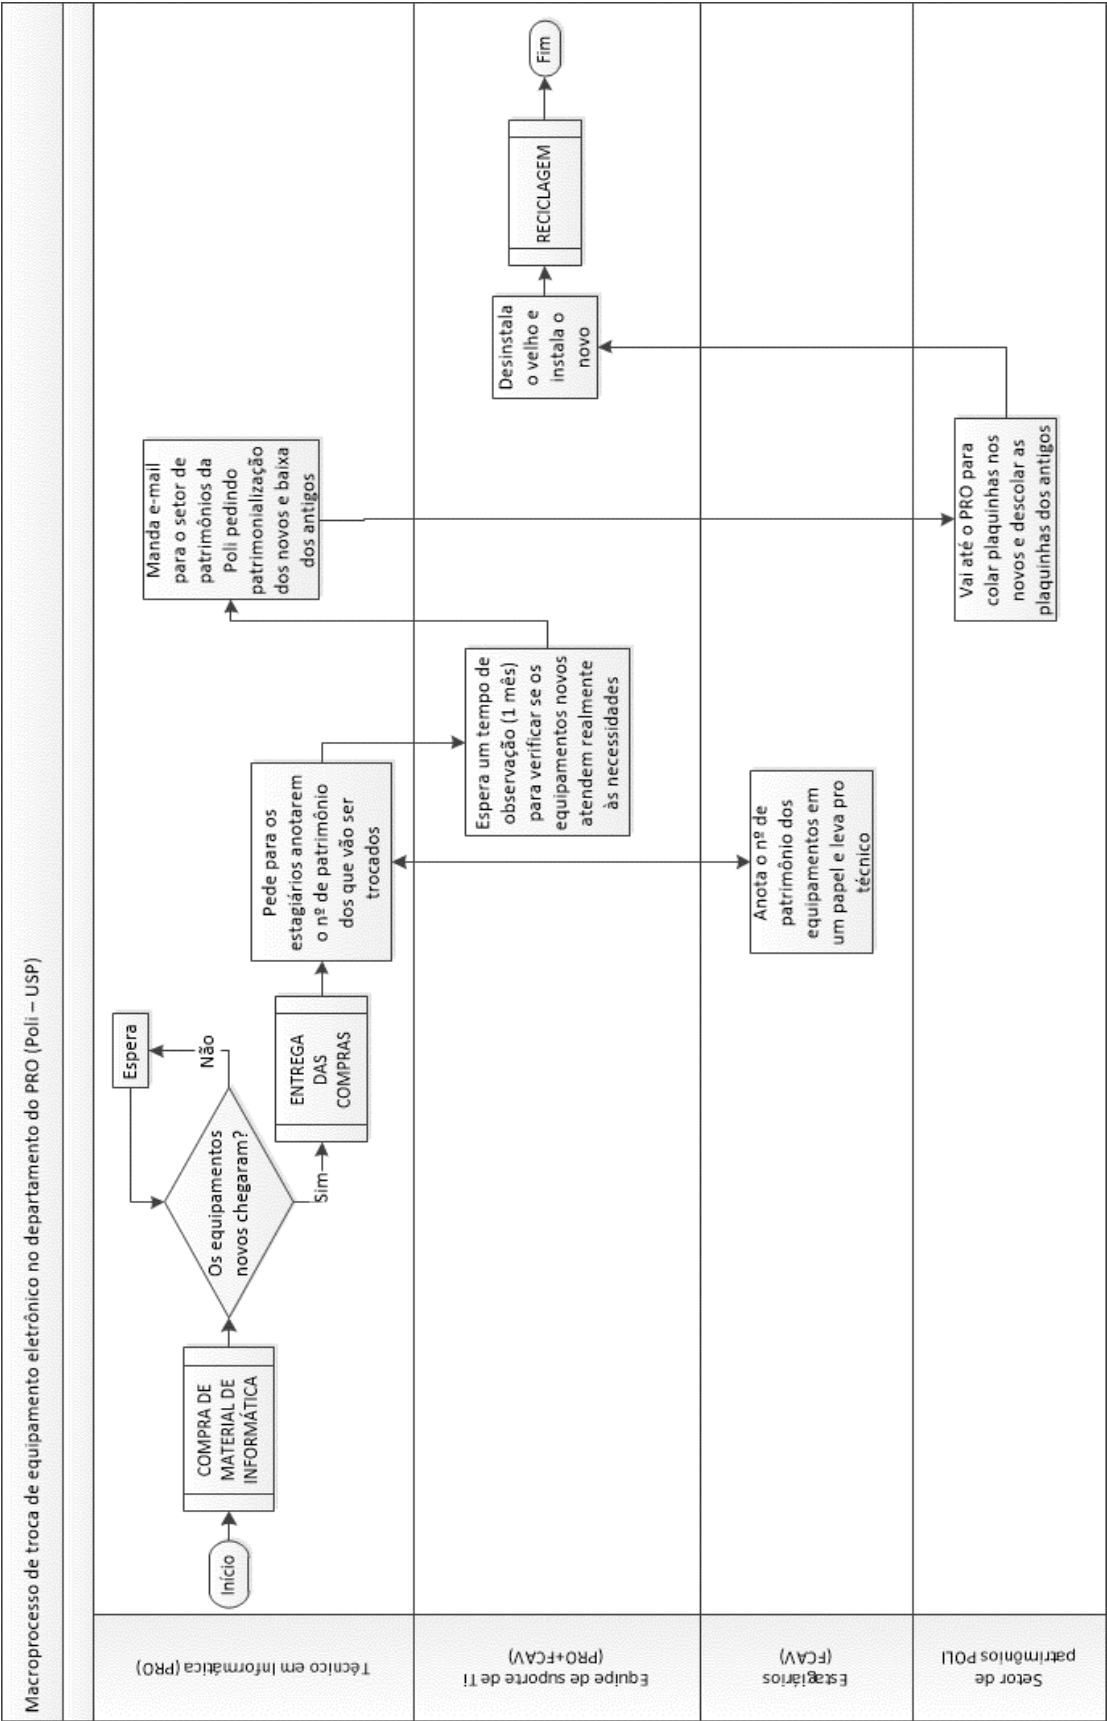 Macroprocesso de troca de equipamento eletrônico no departamento do PRO (Poli – USP)
Técnico em Informática (PRO)
Início
COMPRA DE
MATERIAL DE
INFORMÁTICA
Os equipamentos
novos chegaram?
Não
Espera
Sim
ENTREGA
DAS
COMPRAS
Pede para os
estagiários anotarem
o nº de patrimônio
dos que vão ser
trocados
Manda e-mail
para o setor de
patrimônios da
Poli pedindo
patrimonialização
dos novos e baixa
dos antigos
Equipe de suporte de Ti
(PRO+FCAV)
Espera um tempo de
observação (1 mês)
para verificar se os
equipamentos novos
atendem realmente
às necessidades
Desinstala
o velho e
instala o
novo
RECICLAGEM
Fim
Estagiários
(FCAV)
Anota o nº de
patrimônio dos
equipamentos em
um papel e leva pro
técnico
Setor de
patrimônios POLI
Vai até o PRO para
colar plaquinhas nos
novos e descolar as
plaquinhas dos antigos